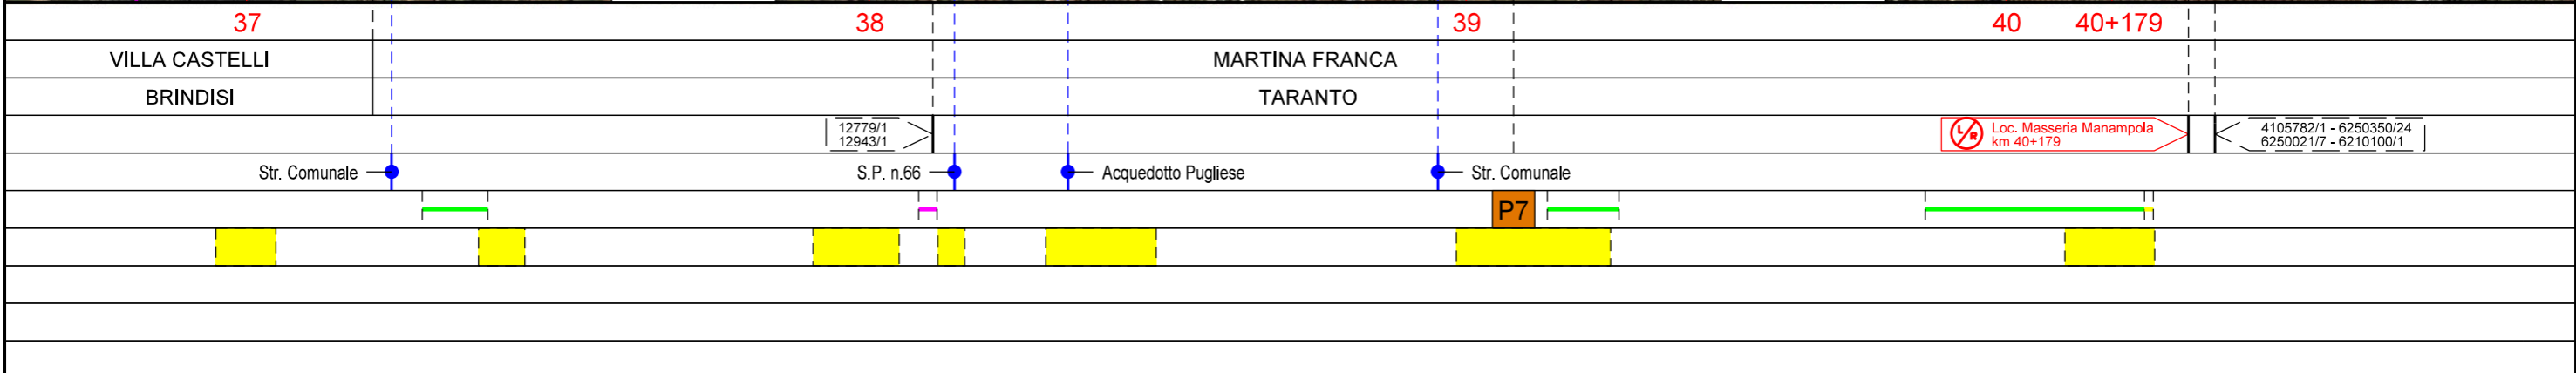 37 38 39 40 40+179
VILLA CASTELLI MARTINA FRANCA
BRINDISI TARANTO
12779/1
12943/1
L/R
Loc. Masseria Manampola
km 40+179
4105782/1 - 6250350/24
6250021/7 - 6210100/1
Str. Comunale S.P. n.66 Acquedotto Pugliese Str. Comunale
P7